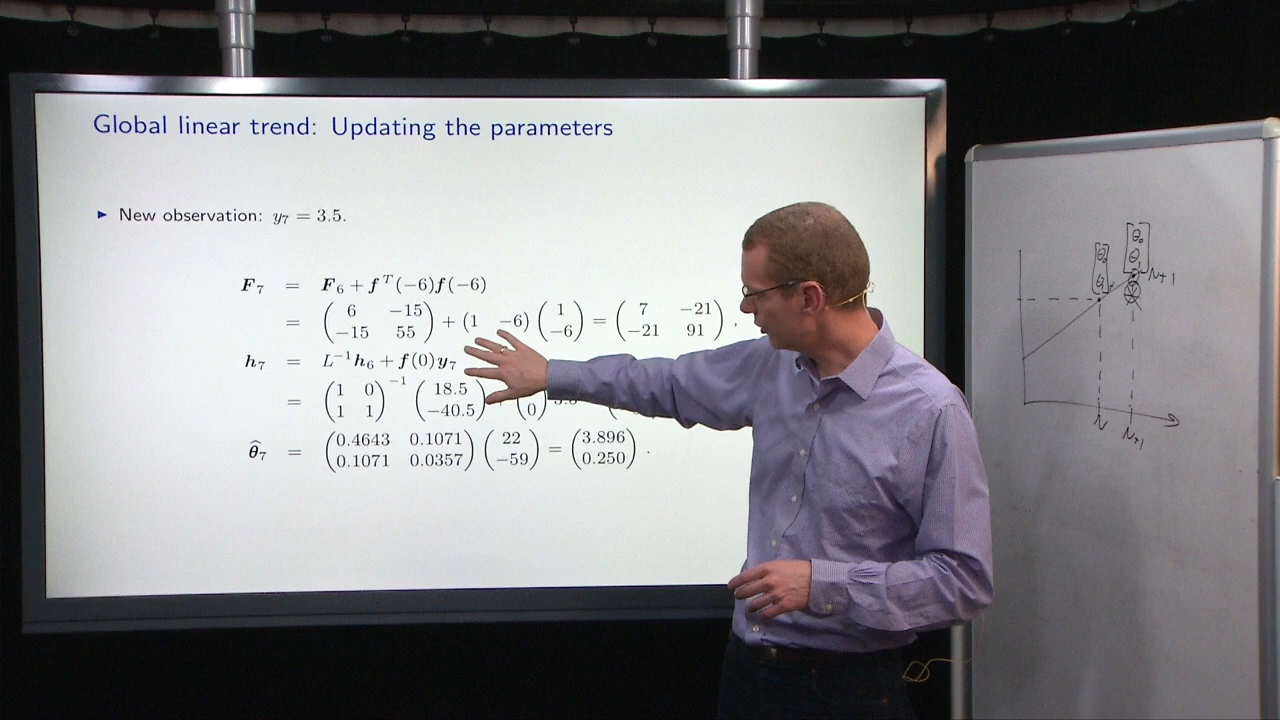 Global linear trend: Updating the parameters
▶ New observation: y₇ = 3.5.
F₇ = F₆ + fᵀ(−6)f(−6)
= (6 −15; −15 55) + (1 −6) (1; −6) = (7 −21; −21 91) ,
h₇ = L⁻¹h₆ + f(0)y₇
= (1 0; 1 1)⁻¹ (18.5; −40.5)
θ̂₇ = (0.4643 0.1071; 0.1071 0.0357) (22; −59) = (3.896; 0.250) .
θ₀
θ₁
N+1
N
N+1